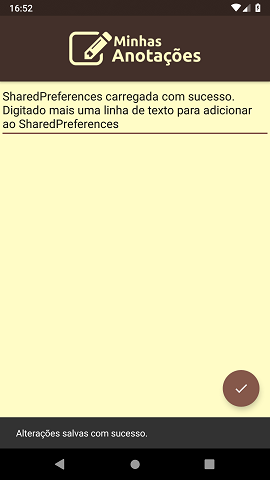 16:52
Minhas
Anotações
SharedPreferences carregada com sucesso.
Digitado mais uma linha de texto para adicionar
ao SharedPreferences
Alterações salvas com sucesso.